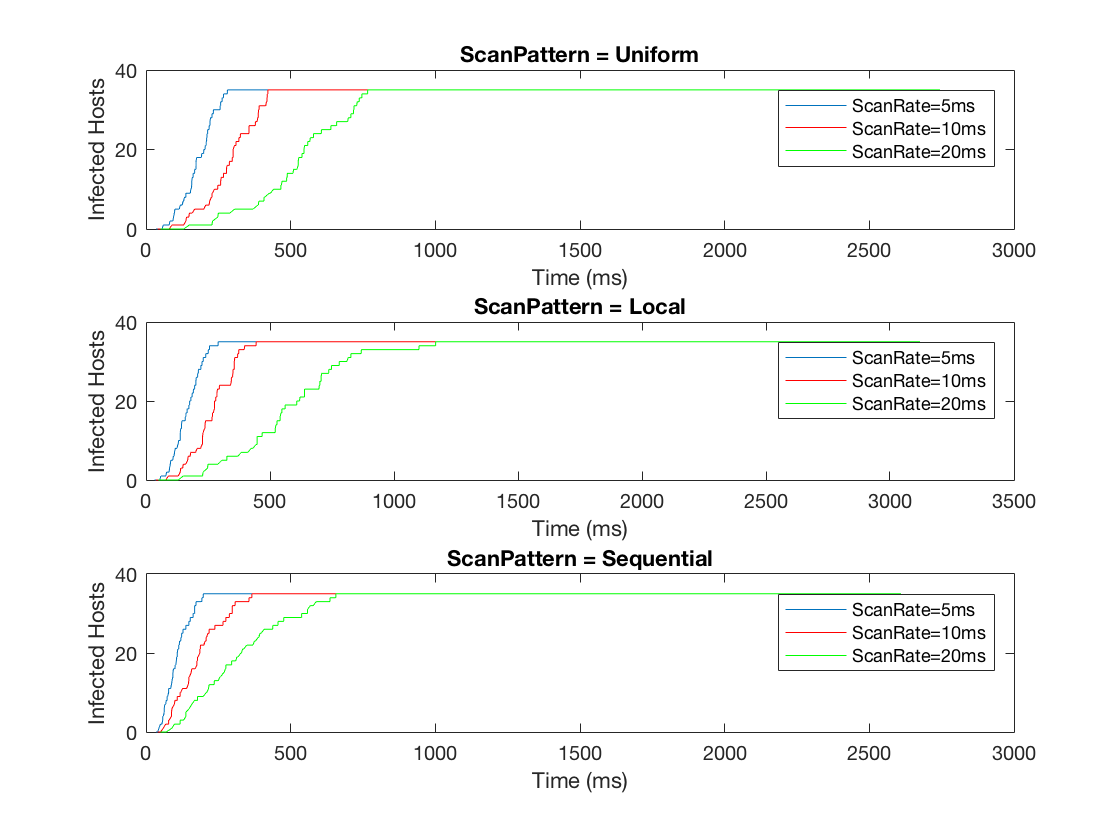 ScanPattern = Uniform
40
20
0
Infected Hosts
ScanRate=5ms
ScanRate=10ms
ScanRate=20ms
0 500 1000 1500 2000 2500 3000
Time (ms)
ScanPattern = Local
40
20
0
Infected Hosts
ScanRate=5ms
ScanRate=10ms
ScanRate=20ms
0 500 1000 1500 2000 2500 3000 3500
Time (ms)
ScanPattern = Sequential
40
20
0
Infected Hosts
ScanRate=5ms
ScanRate=10ms
ScanRate=20ms
0 500 1000 1500 2000 2500 3000
Time (ms)